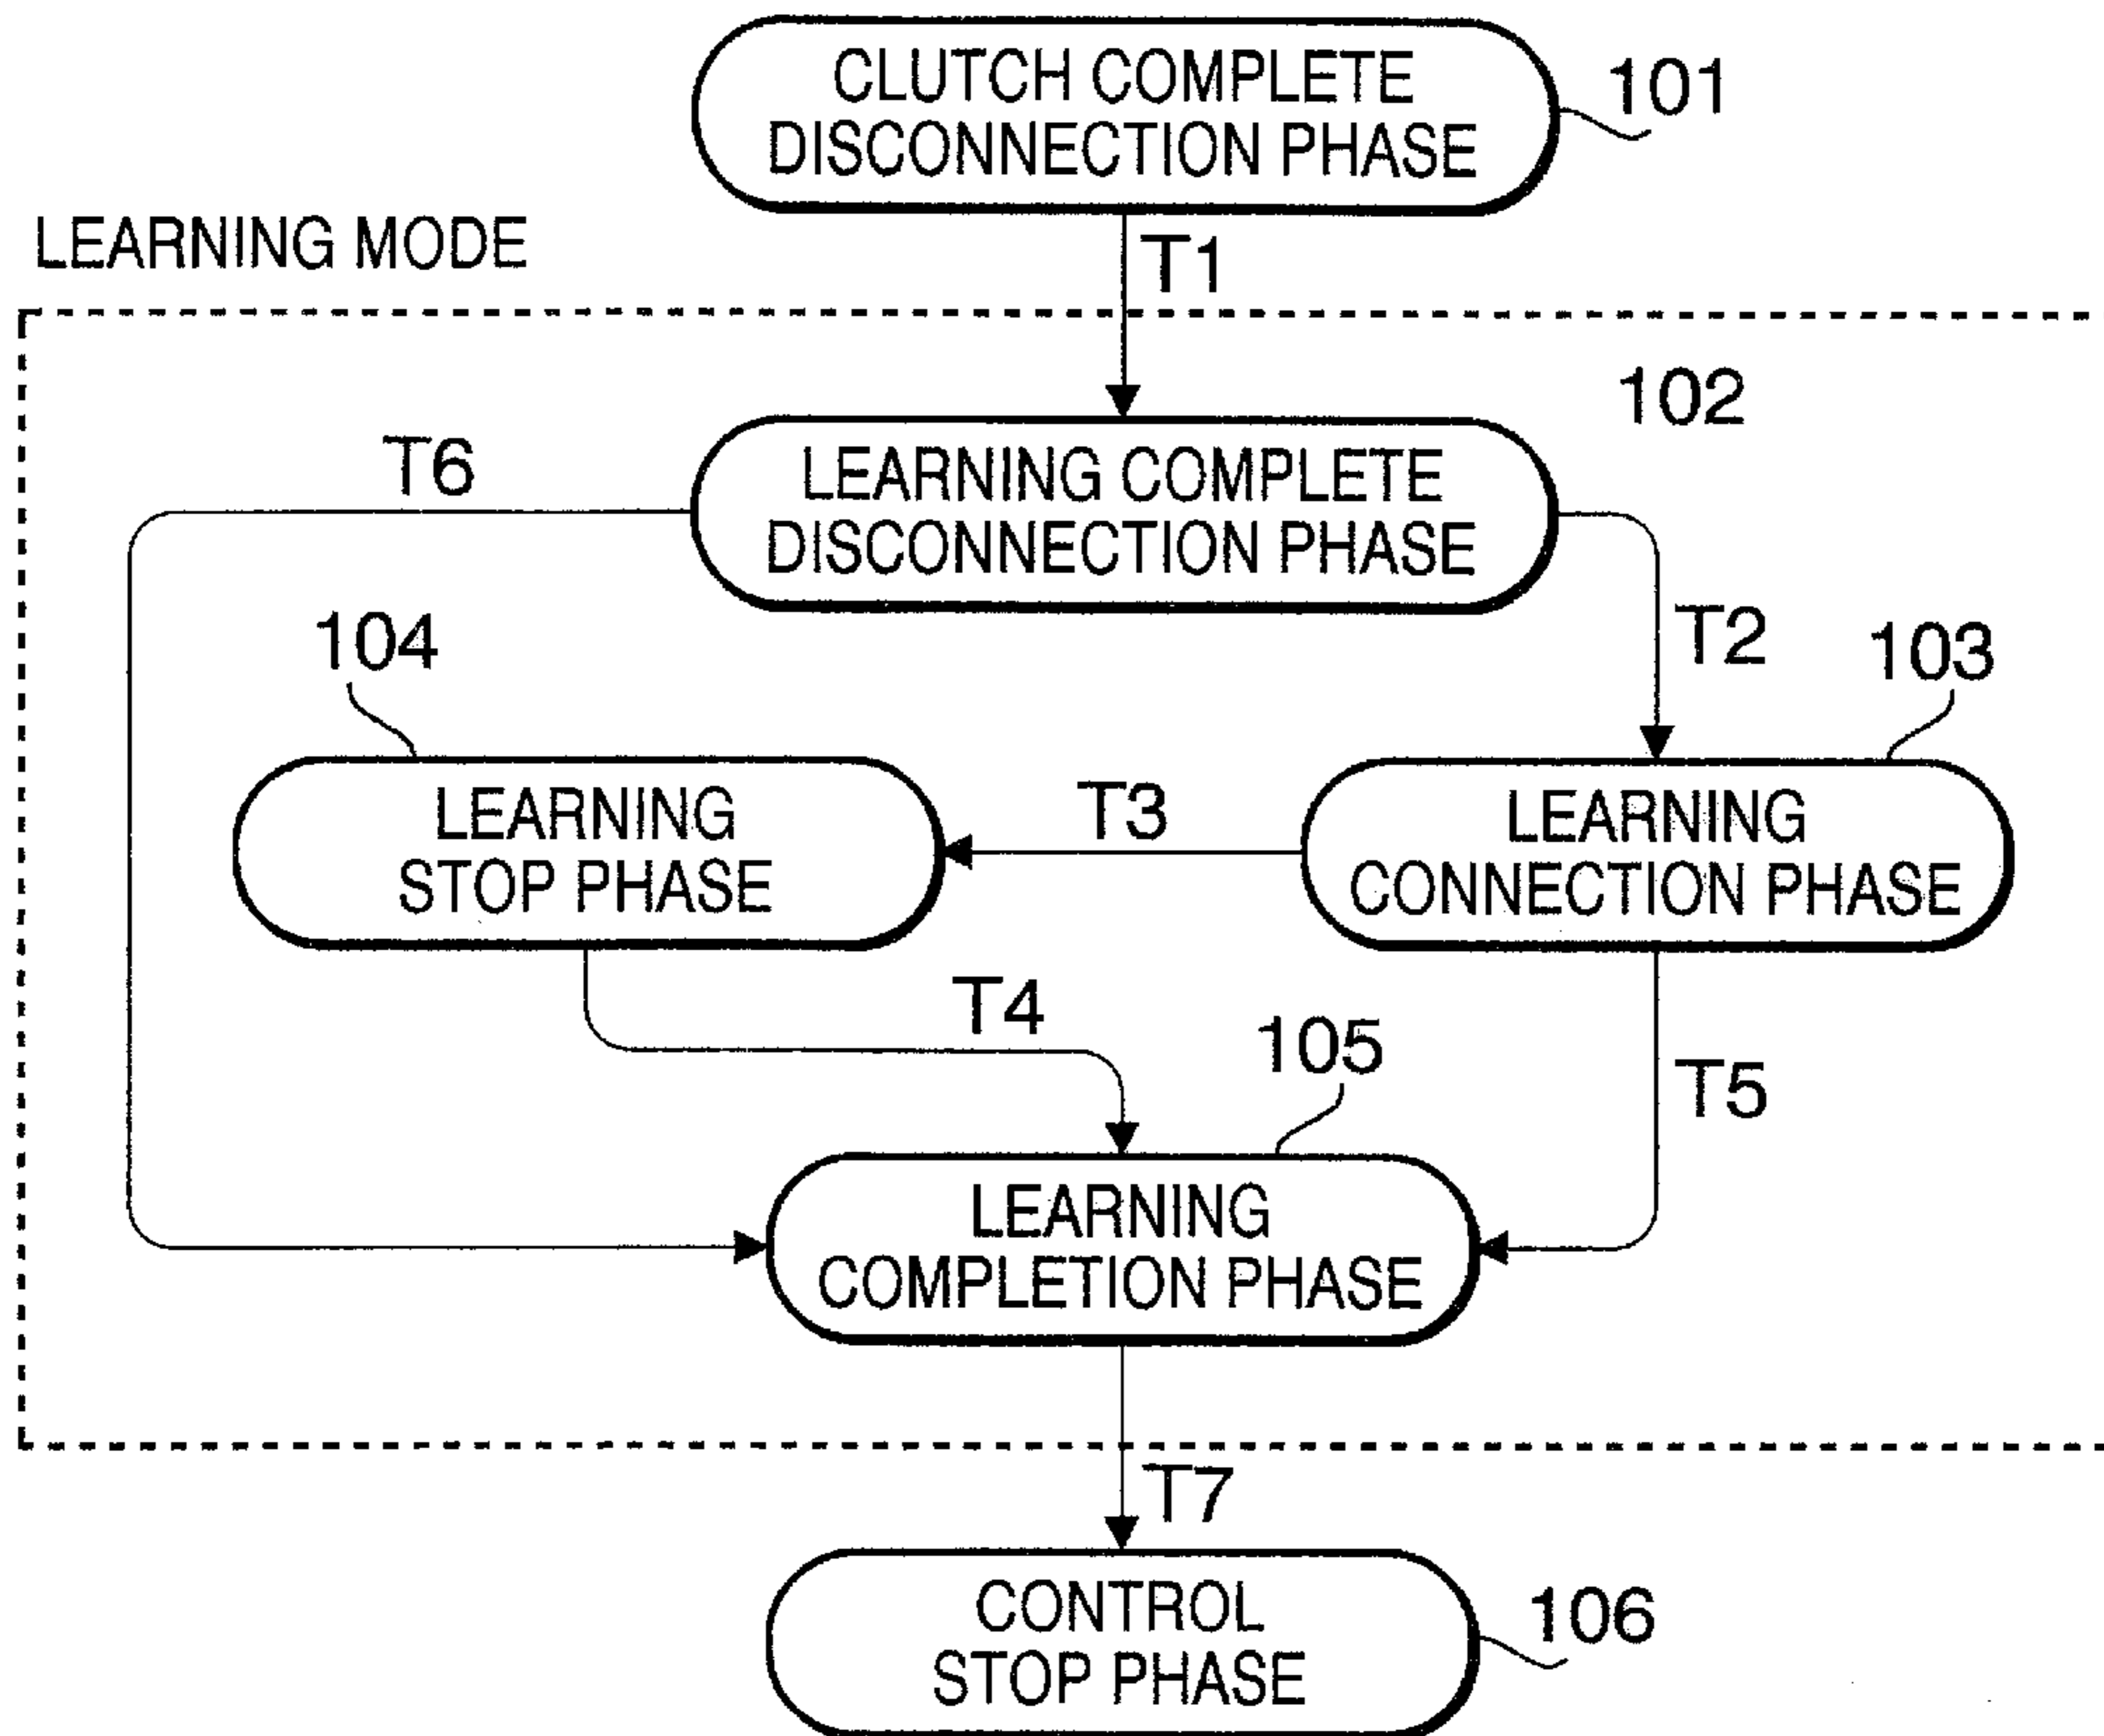 CLUTCH COMPLETE
DISCONNECTION PHASE
101
LEARNING MODE
T1
102
LEARNING COMPLETE
DISCONNECTION PHASE
T6
T2
104
103
LEARNING
STOP PHASE
T3
LEARNING
CONNECTION PHASE
T4
105
T5
LEARNING
COMPLETION PHASE
T7
CONTROL
STOP PHASE
106